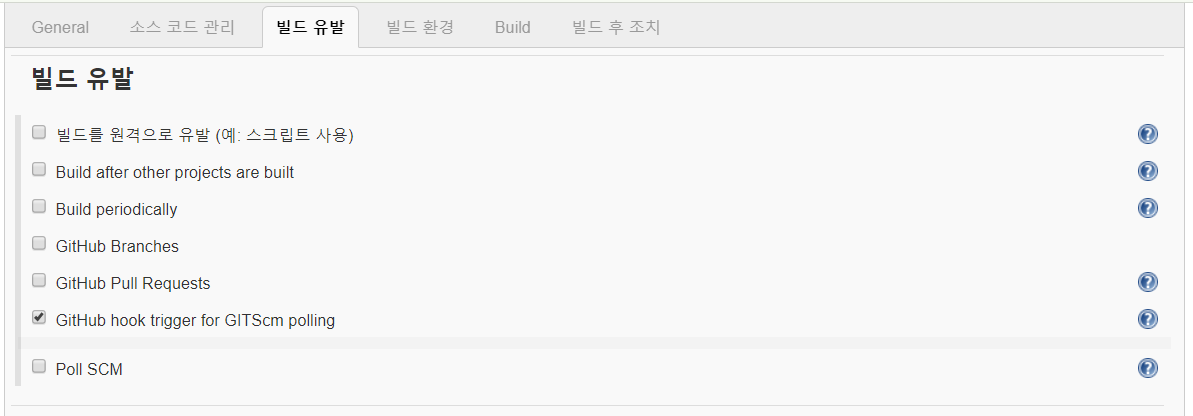 General 소스 코드 관리 빌드 유발 빌드 환경 Build 빌드 후 조치
빌드 유발
빌드를 원격으로 유발 (예: 스크립트 사용)
Build after other projects are built
Build periodically
GitHub Branches
GitHub Pull Requests
GitHub hook trigger for GITScm polling
Poll SCM